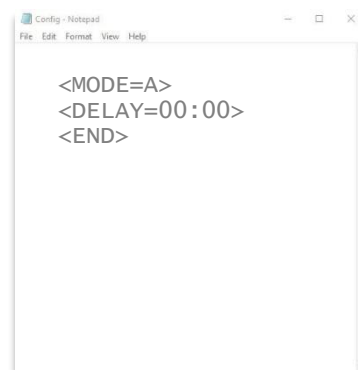 Config - Notepad
File Edit Format View Help
<MODE=A>
<DELAY=00:00>
<END>